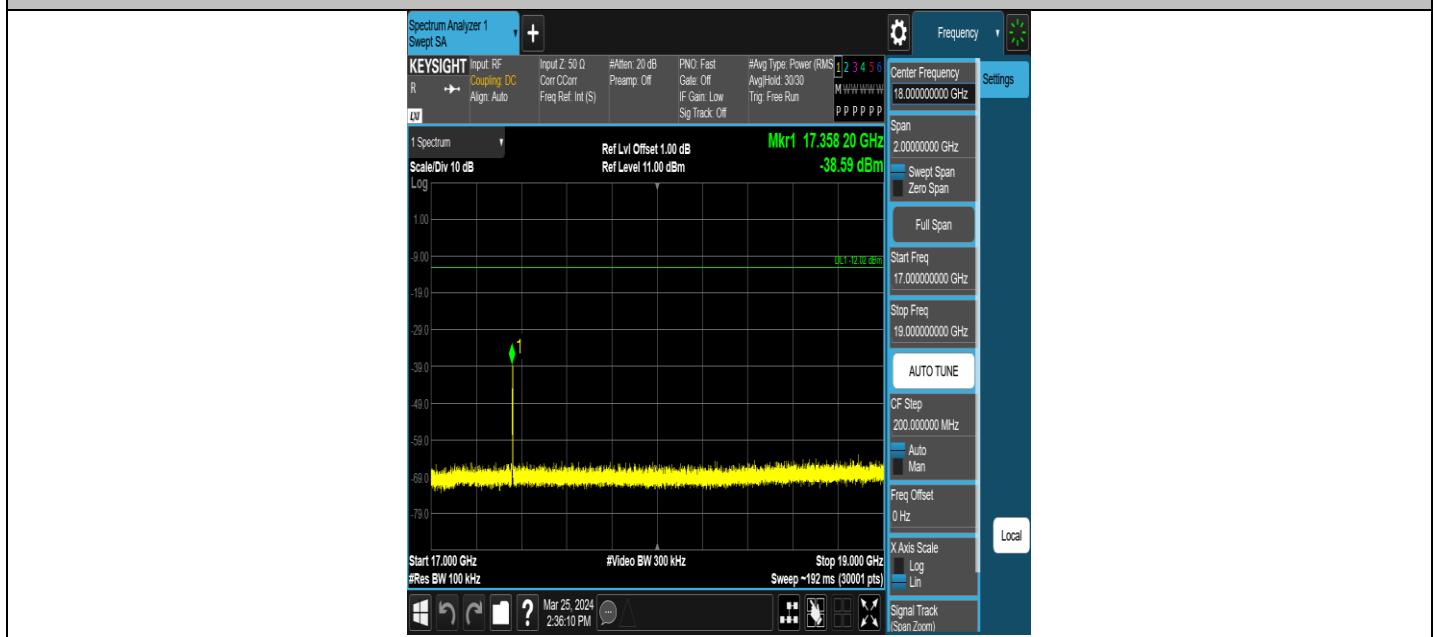 Spectrum Analyzer 1
Swept SA
+
Frequency
KEYSIGHT
R
LXI
Input: RF
Coupling: DC
Align: Auto
Input Z: 50 Ω
Corr CCorr
Freq Ref: Int (S)
#Atten: 20 dB
Preamp: Off
PNO: Fast
Gate: Off
IF Gain: Low
Sig Track: Off
#Avg Type: Power (RMS
Avg|Hold: 30/30
Trig: Free Run
1 2 3 4 5 6
M W W W W W
P P P P P P
1 Spectrum
Scale/Div 10 dB
Log
Ref Lvl Offset 1.00 dB
Ref Level 11.00 dBm
Mkr1 17.358 20 GHz
-38.59 dBm
1.00
-9.00
DL1 -12.02 dBm
-19.0
-29.0
1
-39.0
-49.0
-59.0
-69.0
-79.0
Start 17.000 GHz
#Res BW 100 kHz
#Video BW 300 kHz
Stop 19.000 GHz
Sweep ~192 ms (30001 pts)
?
Mar 25, 2024
2:36:10 PM
Center Frequency
18.000000000 GHz
Settings
Span
2.00000000 GHz
Swept Span
Zero Span
Full Span
Start Freq
17.000000000 GHz
Stop Freq
19.000000000 GHz
AUTO TUNE
CF Step
200.000000 MHz
Auto
Man
Freq Offset
0 Hz
X Axis Scale
Log
Lin
Local
Signal Track
(Span Zoom)